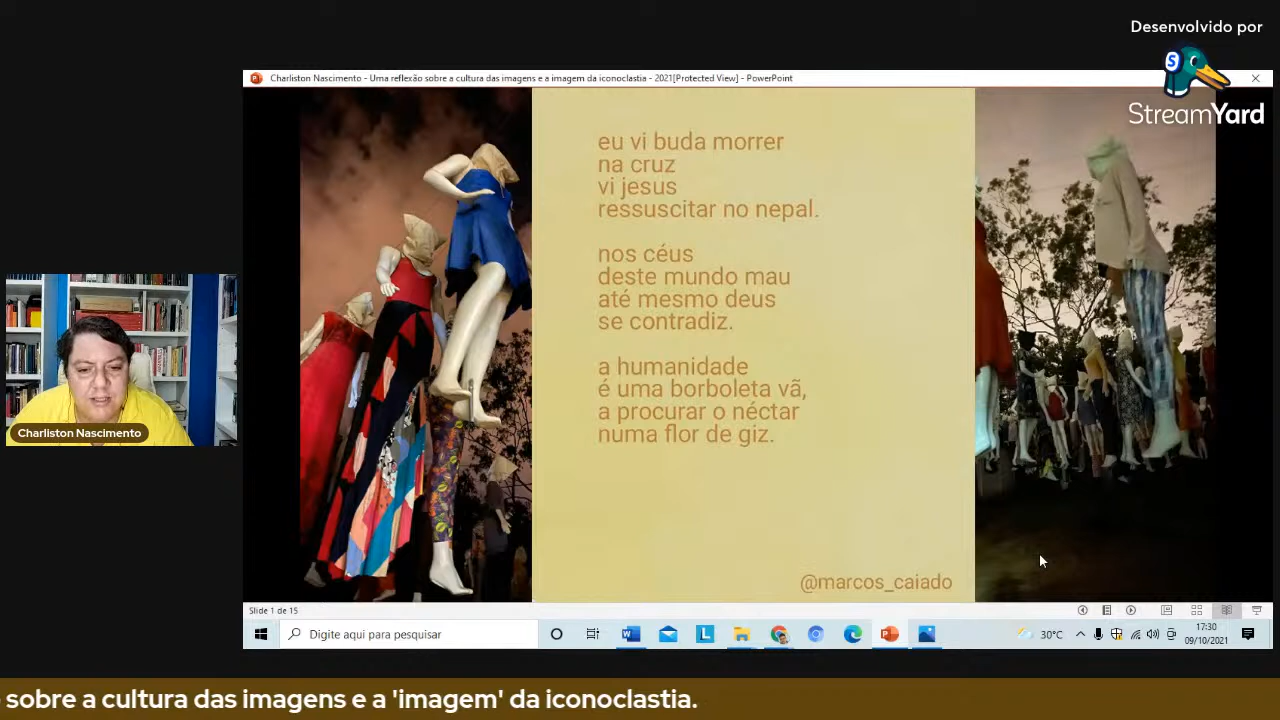 Desenvolvido por
StreamYard
Charliston Nascimento - Uma reflexão sobre a cultura das imagens e a imagem da iconoclastia - 2021[Protected View] - PowerPoint
eu vi buda morrer
na cruz
vi jesus
ressuscitar no nepal.
nos céus
deste mundo mau
até mesmo deus
se contradiz.
a humanidade
é uma borboleta vã,
a procurar o néctar
numa flor de giz.
@marcos_caiado
Charliston Nascimento
Slide 1 de 15
Digite aqui para pesquisar
30°C
17:30
09/10/2021
sobre a cultura das imagens e a 'imagem' da iconoclastia.